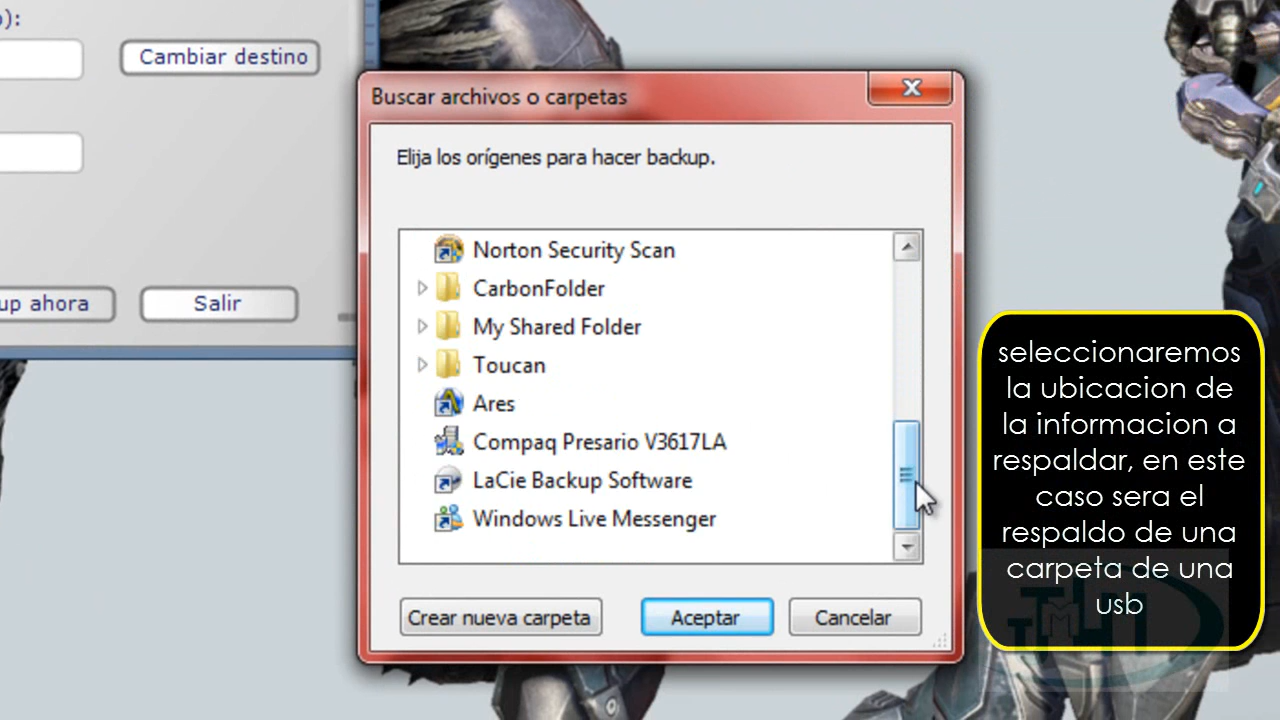 o):
Cambiar destino
up ahora
Salir
Buscar archivos o carpetas
Elija los orígenes para hacer backup.
Norton Security Scan
CarbonFolder
My Shared Folder
Toucan
Ares
Compaq Presario V3617LA
LaCie Backup Software
Windows Live Messenger
Crear nueva carpeta
Aceptar
Cancelar
seleccionaremos
la ubicacion de
la informacion a
respaldar, en este
caso sera el
respaldo de una
carpeta de una
usb